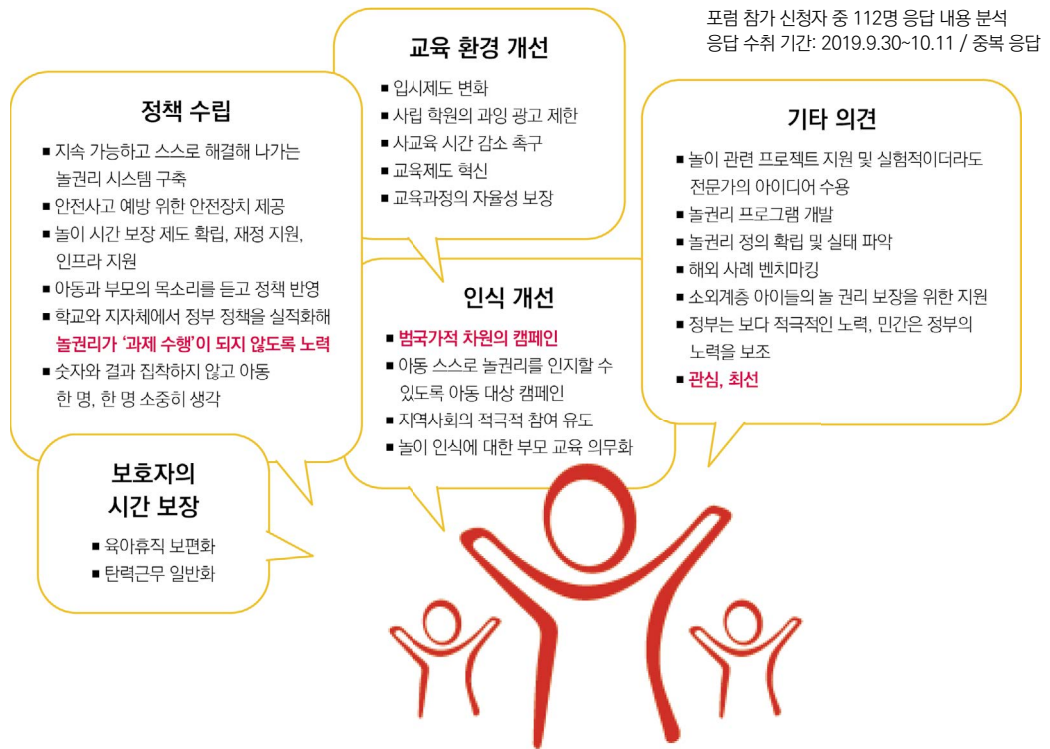 포럼 참가 신청자 중 112명 응답 내용 분석
응답 수취 기간: 2019.9.30~10.11 / 중복 응답
정책 수립
■ 지속 가능하고 스스로 해결해 나가는
놀권리 시스템 구축
■ 안전사고 예방 위한 안전장치 제공
■ 놀이 시간 보장 제도 확립, 재정 지원,
인프라 지원
■ 아동과 부모의 목소리를 듣고 정책 반영
■ 학교와 지자체에서 정부 정책을 실적화해
놀권리가 ‘과제 수행’이 되지 않도록 노력
■ 숫자와 결과 집착하지 않고 아동
한 명, 한 명 소중히 생각
교육 환경 개선
■ 입시제도 변화
■ 사립 학원의 과잉 광고 제한
■ 사교육 시간 감소 촉구
■ 교육제도 혁신
■ 교육과정의 자율성 보장
기타 의견
■ 놀이 관련 프로젝트 지원 및 실험적이더라도
전문가의 아이디어 수용
■ 놀권리 프로그램 개발
■ 놀권리 정의 확립 및 실태 파악
■ 해외 사례 벤치마킹
■ 소외계층 아이들의 놀 권리 보장을 위한 지원
■ 정부는 보다 적극적인 노력, 민간은 정부의
노력을 보조
■ 관심, 최선
인식 개선
■ 범국가적 차원의 캠페인
■ 아동 스스로 놀권리를 인지할 수
있도록 아동 대상 캠페인
■ 지역사회의 적극적 참여 유도
■ 놀이 인식에 대한 부모 교육 의무화
보호자의
시간 보장
■ 육아휴직 보편화
■ 탄력근무 일반화